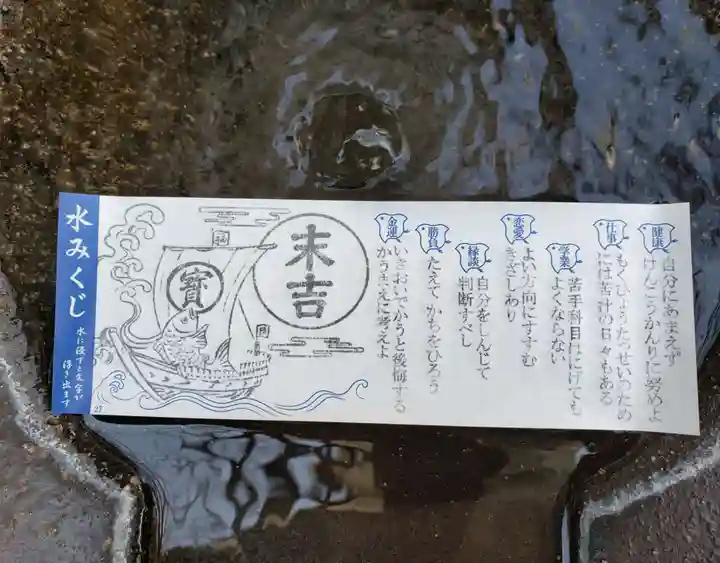 水みくじ
水に浸すと文字が
浮き出ます
27
寳
末吉
健康
自分にあまえず
けんこうかんりに努めよ
仕事
もくひょうたっせいのため
には苦汁の日々もある
学業
苦手科目はにげても
よくならない
恋愛
よい方向にすすむ
きざしあり
縁談
自分をしんじて
判断すべし
勝負
たえて かちをひろう
金運
いきおいでかうと後悔する
かうまえに考えよ